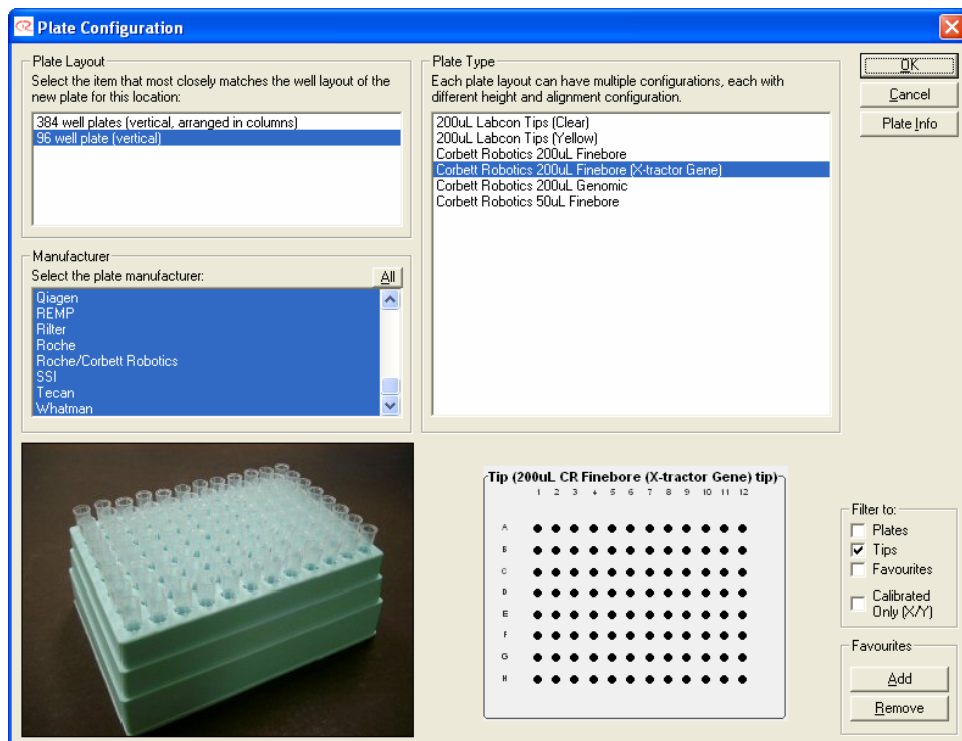 Plate Configuration
Plate Layout
Select the item that most closely matches the well layout of the
new plate for this location:
384 well plates (vertical, arranged in columns)
96 well plate (vertical)
Manufacturer
Select the plate manufacturer:
All
Qiagen
REMP
Rilter
Roche
Roche/Corbett Robotics
SSI
Tecan
Whatman
Plate Type
Each plate layout can have multiple configurations, each with
different height and alignment configuration.
200uL Labcon Tips (Clear)
200uL Labcon Tips (Yellow)
Corbett Robotics 200uL Finebore
Corbett Robotics 200uL Finebore (X-tractor Gene)
Corbett Robotics 200uL Genomic
Corbett Robotics 50uL Finebore
OK
Cancel
Plate Info
Tip (200uL CR Finebore (X-tractor Gene) tip)
1 2 3 4 5 6 7 8 9 10 11 12
A
B
C
D
E
F
G
H
Filter to:
Plates
Tips
Favourites
Calibrated
Only (X/Y)
Favourites
Add
Remove